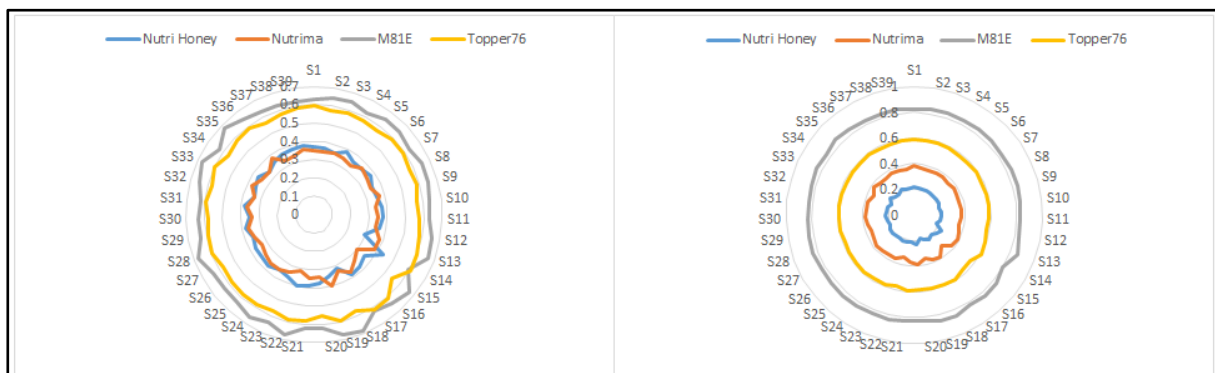 Nutri Honey Nutrima M81E Topper76
S1
S2
S3
S4
S5
S6
S7
S8
S9
S10
S11
S12
S13
S14
S15
S16
S17
S18
S19
S20
S21
S22
S23
S24
S25
S26
S27
S28
S29
S30
S31
S32
S33
S34
S35
S36
S37
S38
S39
0.7
0.6
0.5
0.4
0.3
0.2
0.1
0
Nutri Honey Nutrima M81E Topper76
S1
S2
S3
S4
S5
S6
S7
S8
S9
S10
S11
S12
S13
S14
S15
S16
S17
S18
S19
S20
S21
S22
S23
S24
S25
S26
S27
S28
S29
S30
S31
S32
S33
S34
S35
S36
S37
S38
S39
1
0.8
0.6
0.4
0.2
0